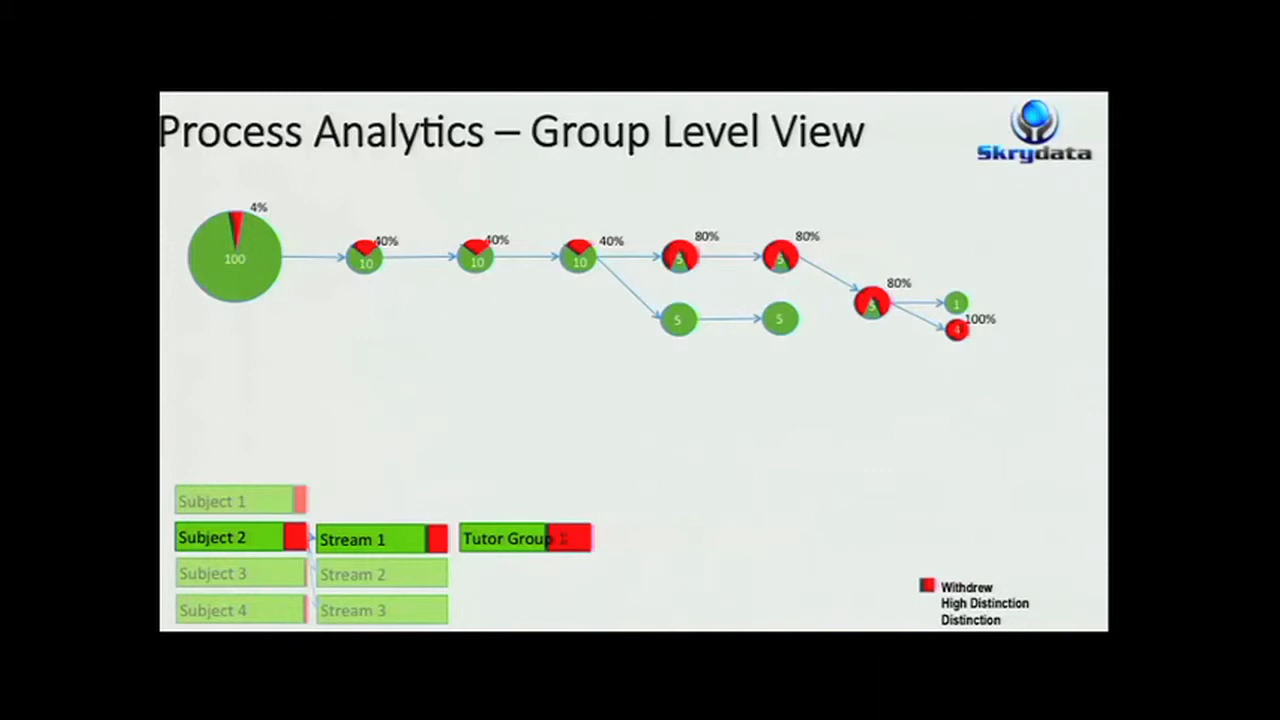 Process Analytics – Group Level View
Skrydata
4%
40%
40%
40%
80%
80%
100
10
10
10
5
5
80%
5
1
100%
4
5
5
Subject 1
Subject 2
Stream 1
Tutor Group 1
Subject 3
Stream 2
Subject 4
Stream 3
Withdrew
High Distinction
Distinction